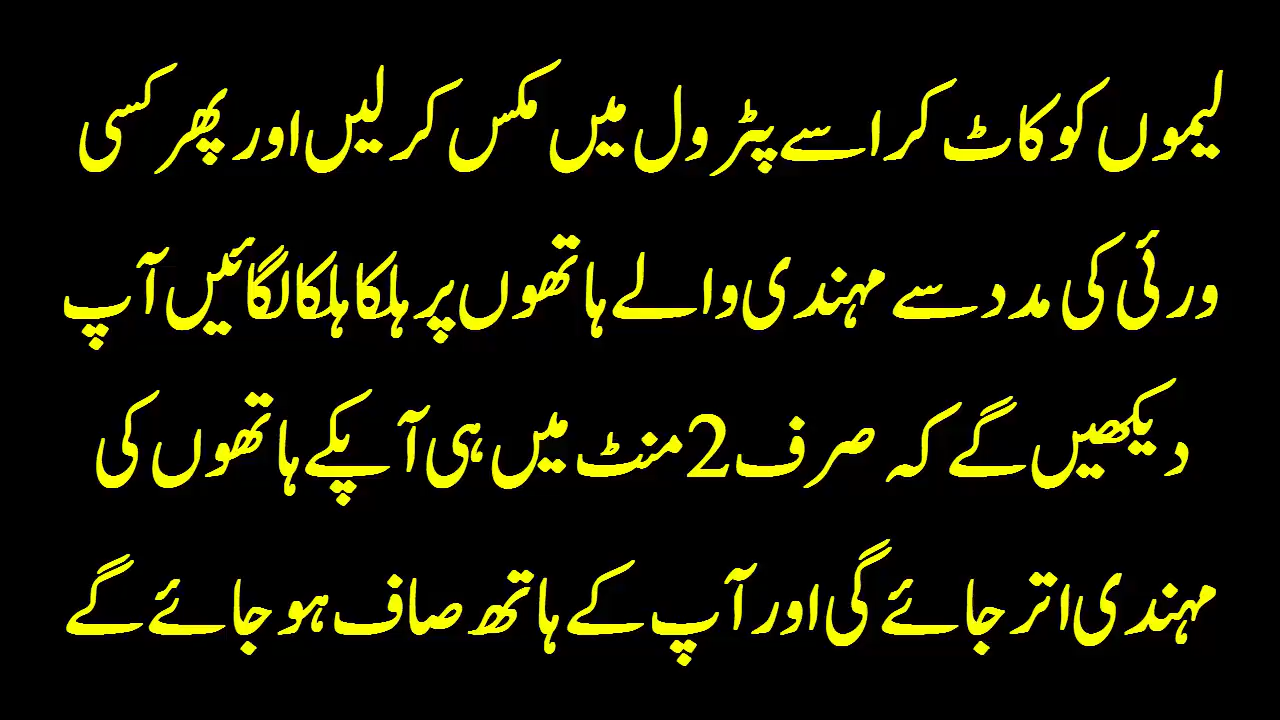 لیموں کو کاٹ کر اسے پٹرول میں مکس کر لیں اور پھر کسی
ورئی کی مدد سے مہندی والے ہاتھوں پر ہلکا ہلکا لگائیں آپ
دیکھیں گے کہ صرف 2 منٹ میں ہی آپکے ہاتھوں کی
مہندی اتر جائے گی اور آپ کے ہاتھ صاف ہو جائے گے